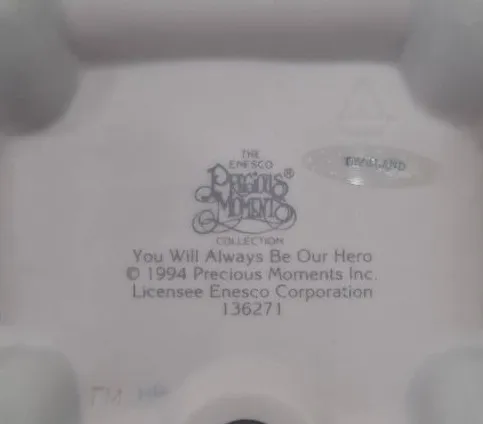 THE
ENESCO
PRECIOUS®
MOMENTS
COLLECTION
THAILAND
You Will Always Be Our Hero
© 1994 Precious Moments Inc.
Licensee Enesco Corporation
136271